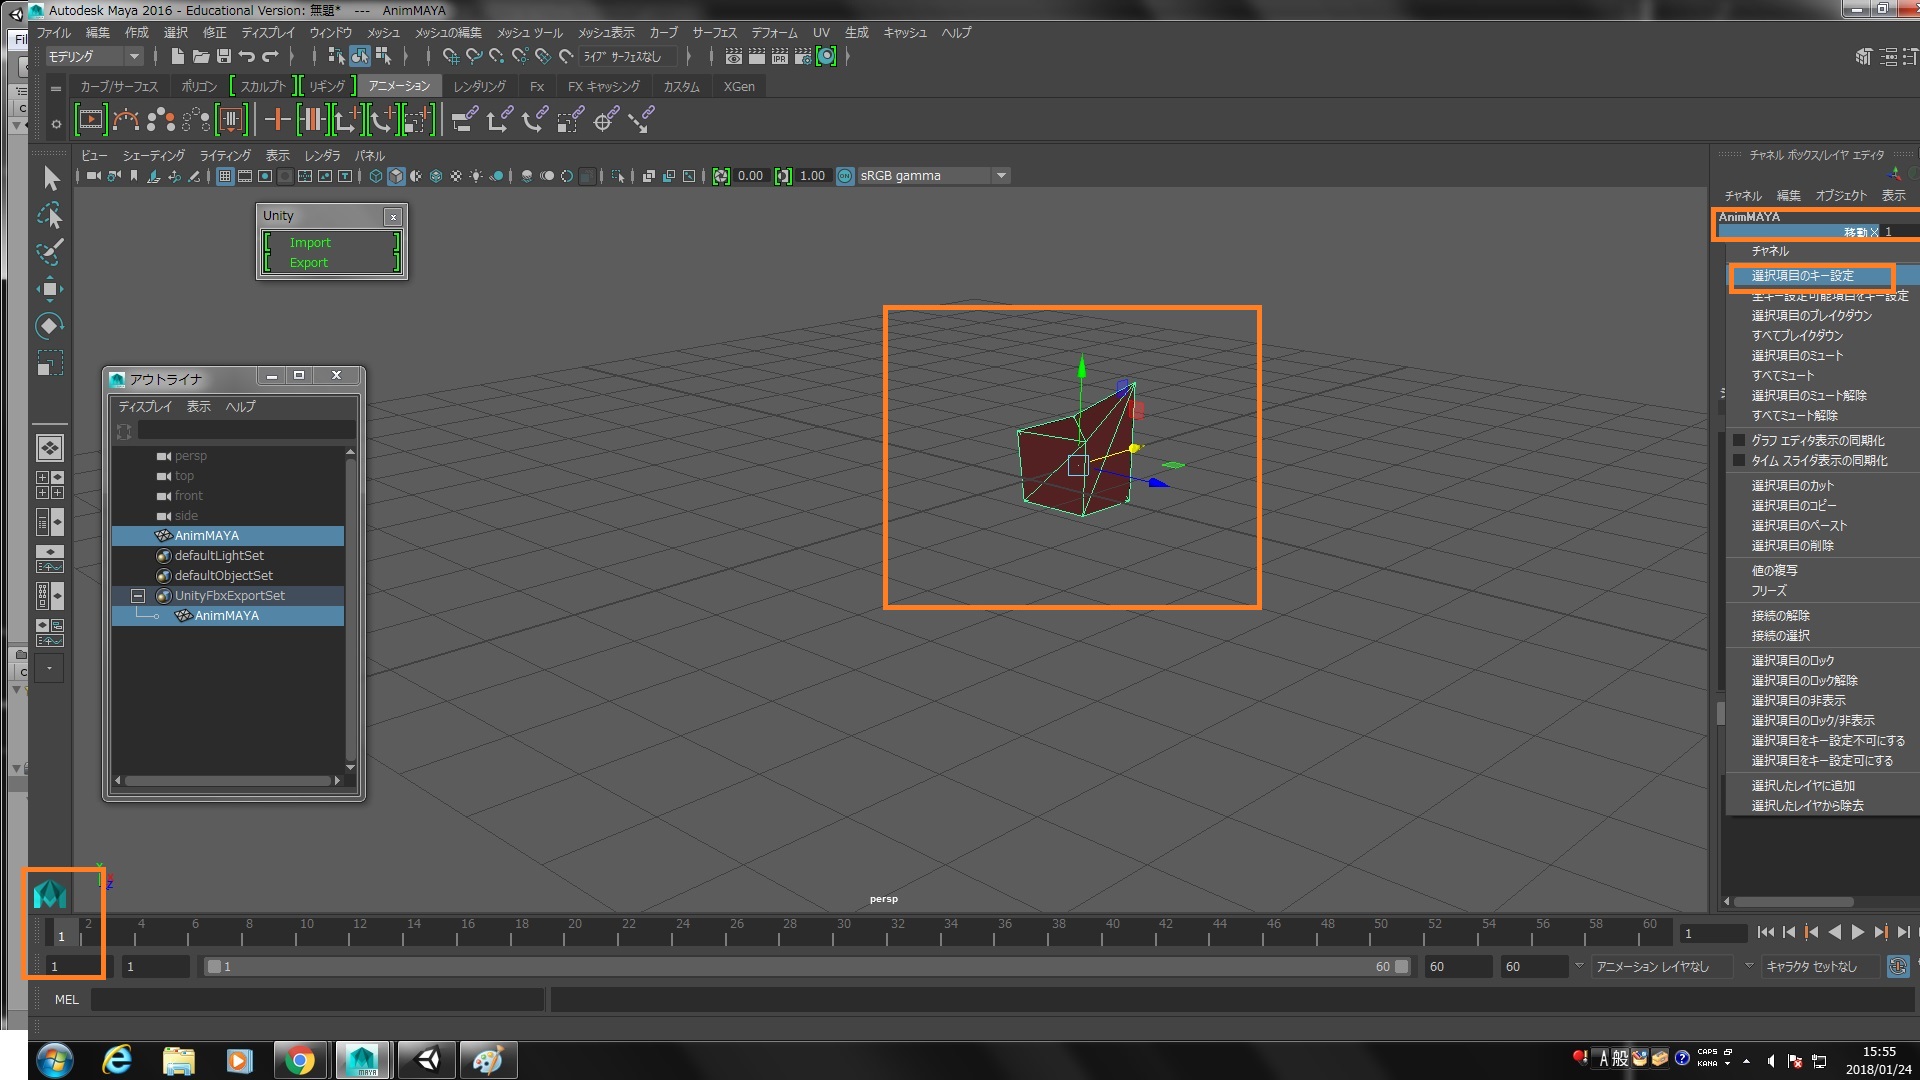 Autodesk Maya 2016 - Educational Version: 無題* --- AnimMAYA
Fil
ファイル 編集 作成 選択 修正 ディスプレイ ウィンドウ メッシュ メッシュの編集 メッシュ ツール メッシュ表示 カーブ サーフェス デフォーム UV 生成 キャッシュ ヘルプ
モデリング
ライブ サーフェスなし
IPR
カーブ/サーフェス ポリゴン スカルプト リギング アニメーション レンダリング Fx FX キャッシング カスタム XGen
ビュー シェーディング ライティング 表示 レンダラ パネル
0.00 1.00 ON sRGB gamma
チャネル ボックス/レイヤ エディタ
チャネル 編集 オブジェクト 表示
AnimMAYA
移動 X 1
チャネル
選択項目のキー設定
全キー設定可能項目をキー設定
選択項目のブレイクダウン
すべてブレイクダウン
選択項目のミュート
すべてミュート
選択項目のミュート解除
すべてミュート解除
グラフ エディタ表示の同期化
タイム スライダ表示の同期化
選択項目のカット
選択項目のコピー
選択項目のペースト
選択項目の削除
値の複写
フリーズ
接続の解除
接続の選択
選択項目のロック
選択項目のロック解除
選択項目の非表示
選択項目のロック/非表示
選択項目をキー設定不可にする
選択項目をキー設定可にする
選択したレイヤに追加
選択したレイヤから除去
Unity x
Import
Export
アウトライナ
ディスプレイ 表示 ヘルプ
persp
top
front
side
AnimMAYA
defaultLightSet
defaultObjectSet
UnityFbxExportSet
AnimMAYA
persp
1 2 4 6 8 10 12 14 16 18 20 22 24 26 28 30 32 34 36 38 40 42 44 46 48 50 52 54 56 58 60 1
1 1 1 60 60 60 アニメーション レイヤなし キャラクタ セットなし
MEL
MAYA
A 般 CAPS KANA
15:55
2018/01/24